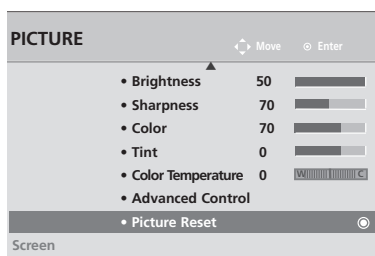 PICTURE Move Enter
• Brightness 50
• Sharpness 70
• Color 70
• Tint 0
• Color Temperature 0 W C
• Advanced Control
• Picture Reset
Screen